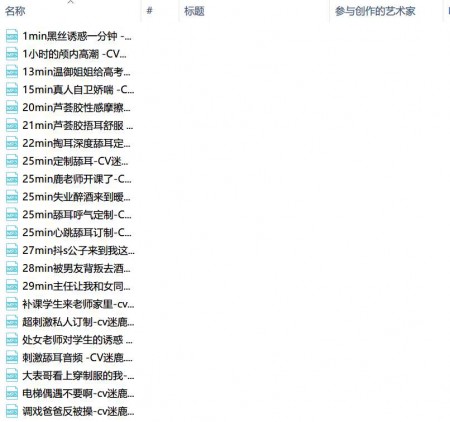 名称 # 标题 参与创作的艺术家
1min黑丝诱惑一分钟 -...
1小时的颅内高潮 -CV...
13min温御姐姐给高考...
15min真人自卫娇喘 -C...
20min芦荟胶性感摩擦...
21min芦荟胶捂耳舒服 ...
22min掏耳深度舔耳定...
25min定制舔耳-CV迷...
25min鹿老师开课了-C...
25min失业醉酒来到暖...
25min舔耳呼气定制-C...
25min心跳舔耳订制-C...
27min抖s公子来到我这...
28min被男友背叛去酒...
29min主任让我和女同...
补课学生来老师家里-cv...
超刺激私人订制-cv迷鹿...
处女老师对学生的诱惑 ...
刺激舔耳音频 -CV迷鹿....
大表哥看上穿制服的我-...
电梯偶遇不要啊-cv迷鹿...
调戏爸爸反被操-cv迷鹿...